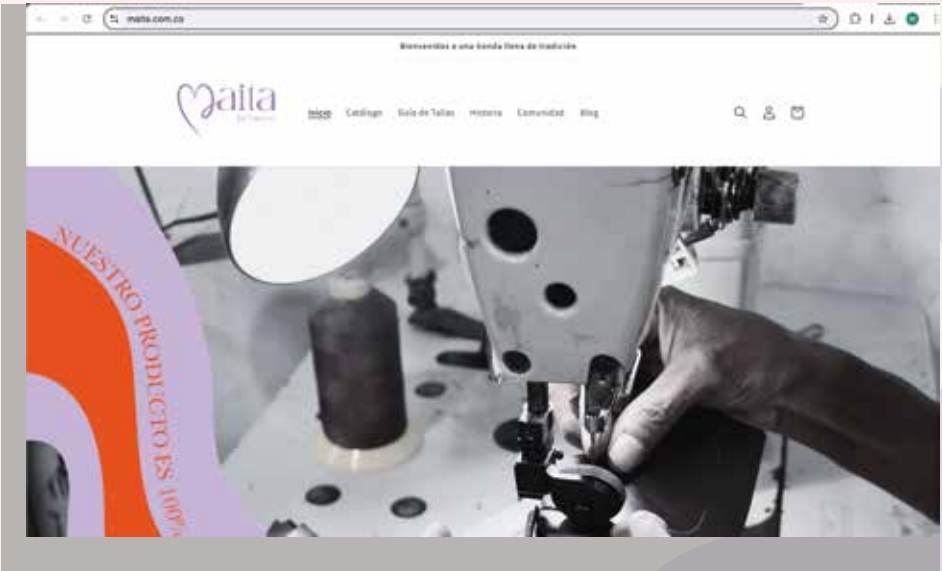 maita.com.co
Bienvenidos a una tienda llena de tradición
Maita
Inicio Catálogo Guía de Tallas Historia Comunidad Blog
NUESTRO PRODUCTO ES 100%